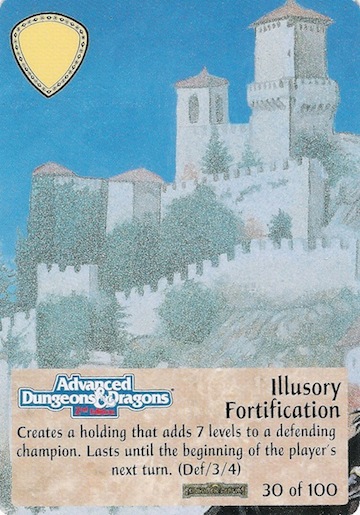 Advanced
Dungeons & Dragons
2nd Edition
Illusory
Fortification
Creates a holding that adds 7 levels to a defending
champion. Lasts until the beginning of the player's
next turn. (Def/3/4)
30 of 100